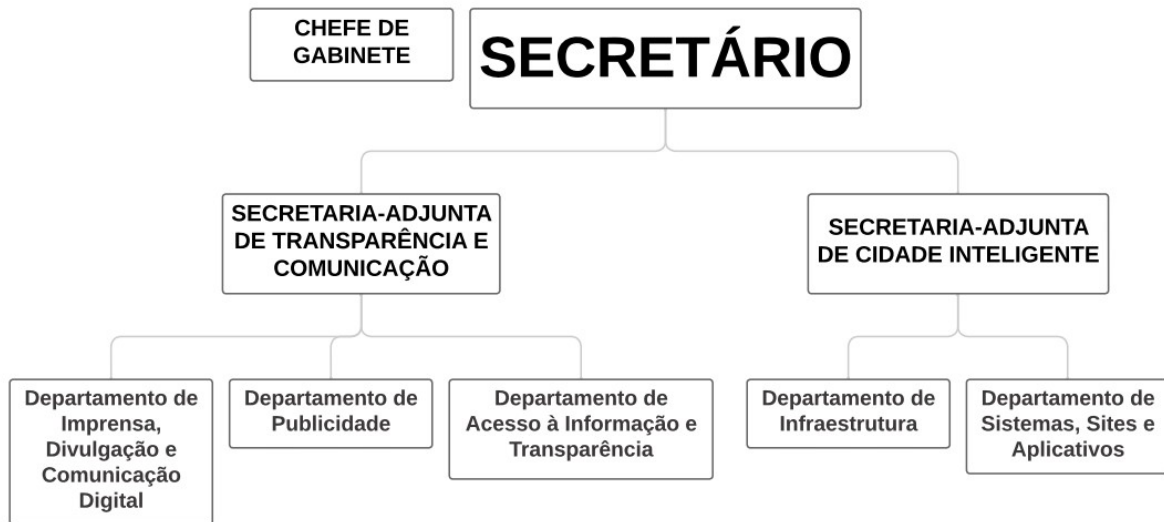 CHEFE DE
GABINETE
SECRETÁRIO
SECRETARIA-ADJUNTA
DE TRANSPARÊNCIA E
COMUNICAÇÃO
SECRETARIA-ADJUNTA
DE CIDADE INTELIGENTE
Departamento de
Imprensa,
Divulgação e
Comunicação
Digital
Departamento de
Publicidade
Departamento de
Acesso à Informação e
Transparência
Departamento de
Infraestrutura
Departamento de
Sistemas, Sites e
Aplicativos